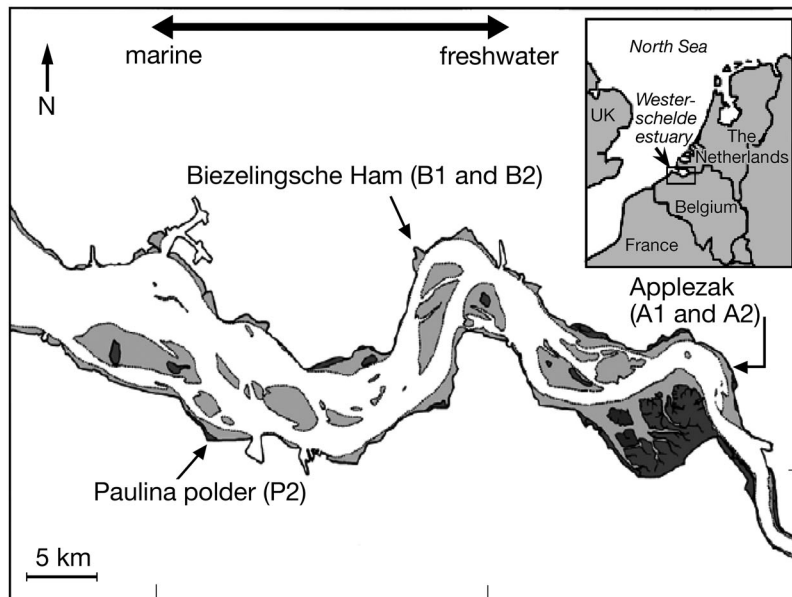 marine
freshwater
N
Biezelingsche Ham (B1 and B2)
Paulina polder (P2)
5 km
North Sea
UK
Wester-
schelde
estuary
The
Netherlands
Belgium
France
Applezak
(A1 and A2)